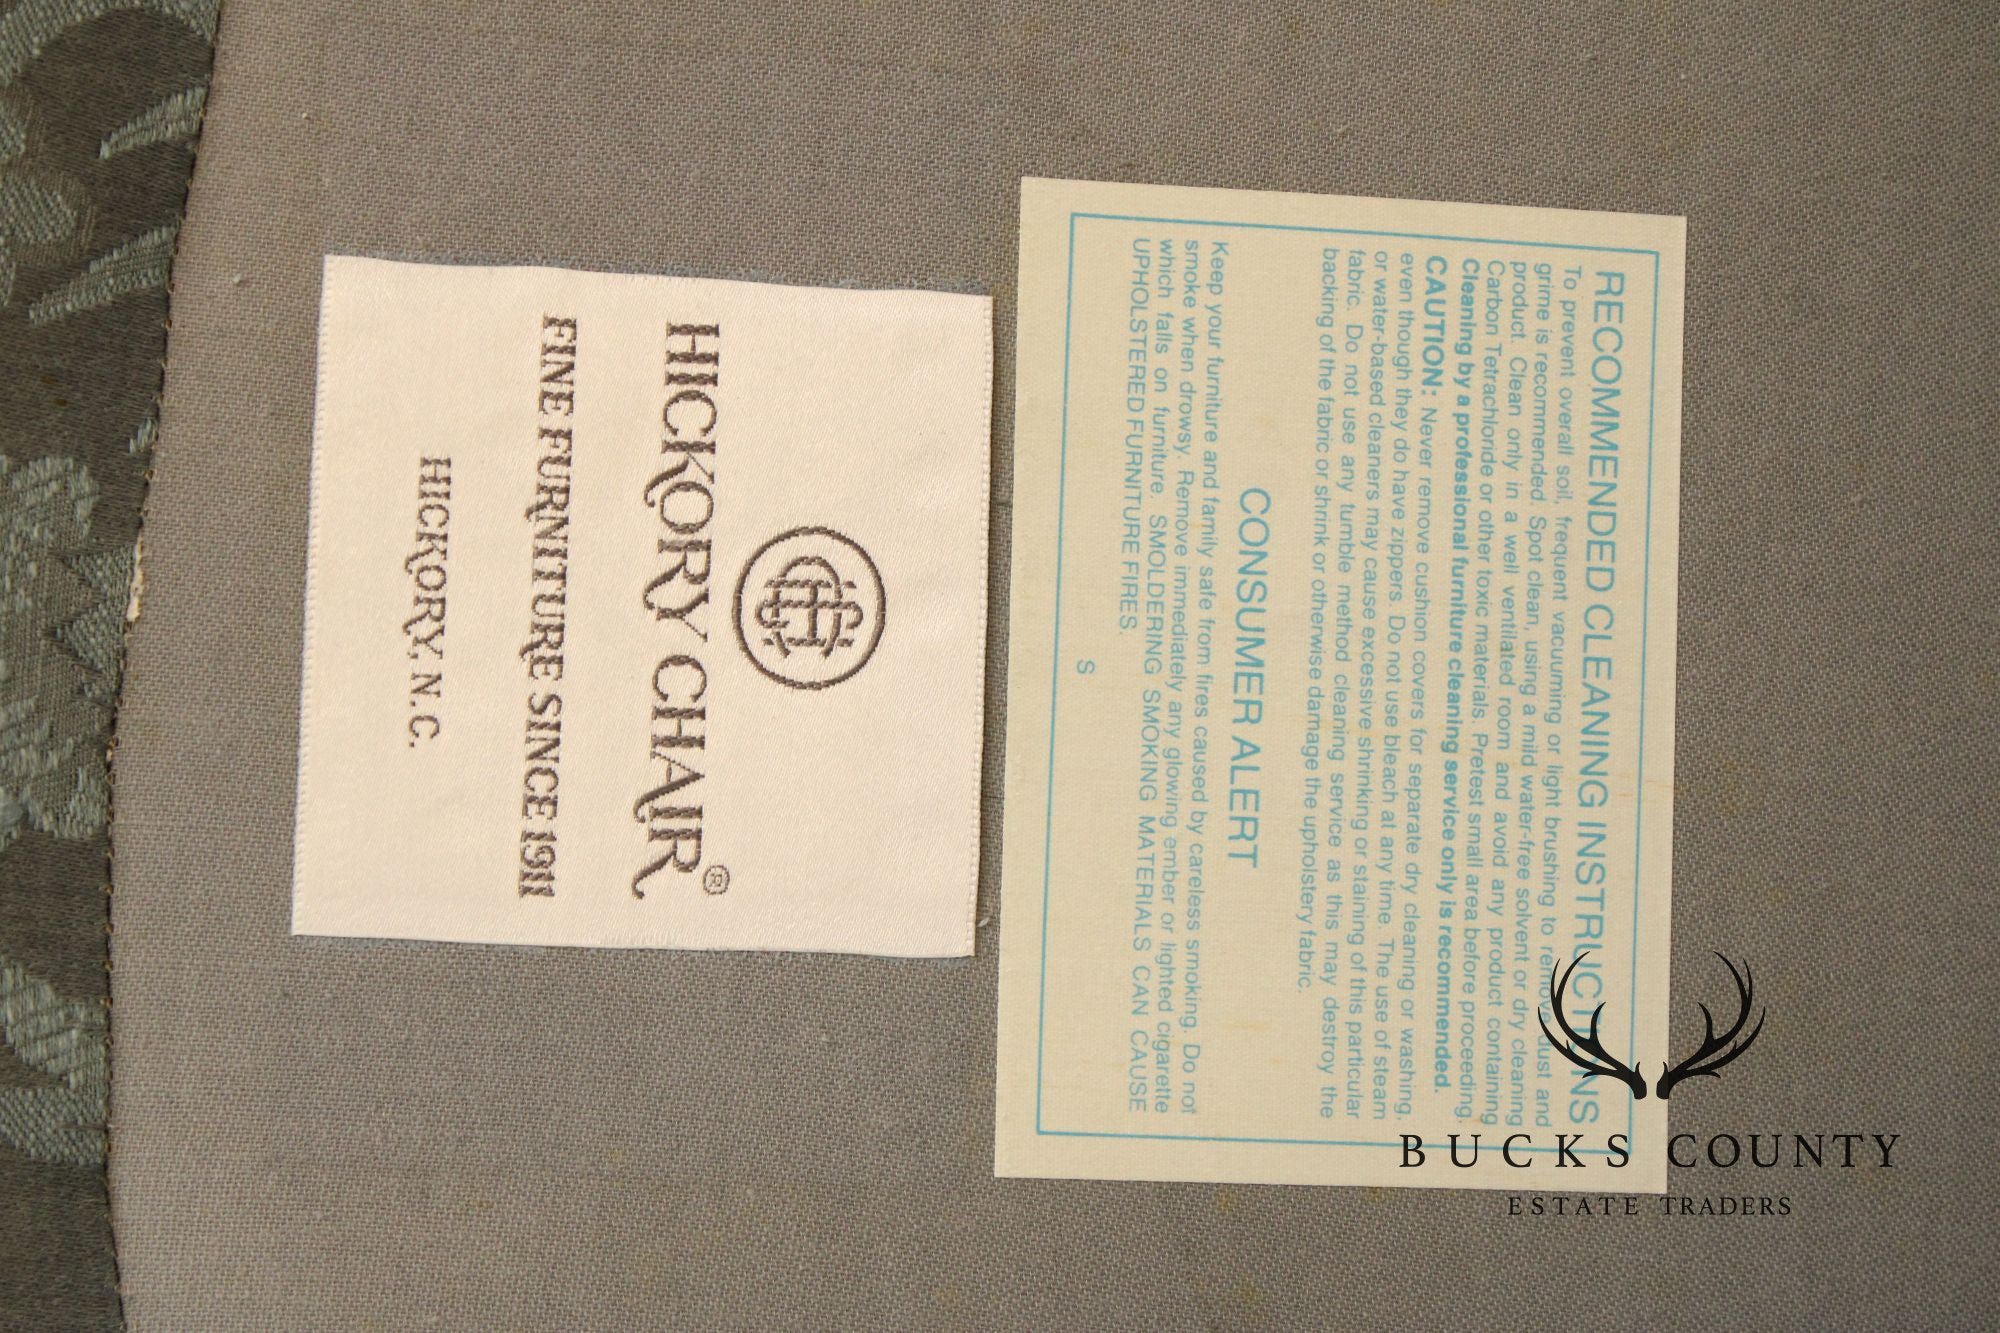 RECOMMENDED CLEANING INSTRUCTIONS
To prevent overall soil, frequent vacuuming or light brushing to remove dust and
grime is recommended. Spot clean, using a mild water-free solvent or dry cleaning
product. Clean only in a well ventilated room and avoid any product containing
Carbon Tetrachloride or other toxic materials. Pretest small area before proceeding.
Cleaning by a professional furniture cleaning service only is recommended.
CAUTION: Never remove cushion covers for separate dry cleaning or washing,
even though they do have zippers. Do not use bleach at any time. The use of steam
or water-based cleaners may cause excessive shrinking or staining of this particular
fabric. Do not use any tumble method cleaning service as this may destroy the
backing of the fabric or shrink or otherwise damage the upholstery fabric.
CONSUMER ALERT
Keep your furniture and family safe from fires caused by careless smoking. Do not
smoke when drowsy. Remove immediately any glowing ember or lighted cigarette
which falls on furniture. SMOLDERING SMOKING MATERIALS CAN CAUSE
UPHOLSTERED FURNITURE FIRES.
S
HICKORY CHAIR®
FINE FURNITURE SINCE 1911
HICKORY, N.C.
BUCKS COUNTY
ESTATE TRADERS